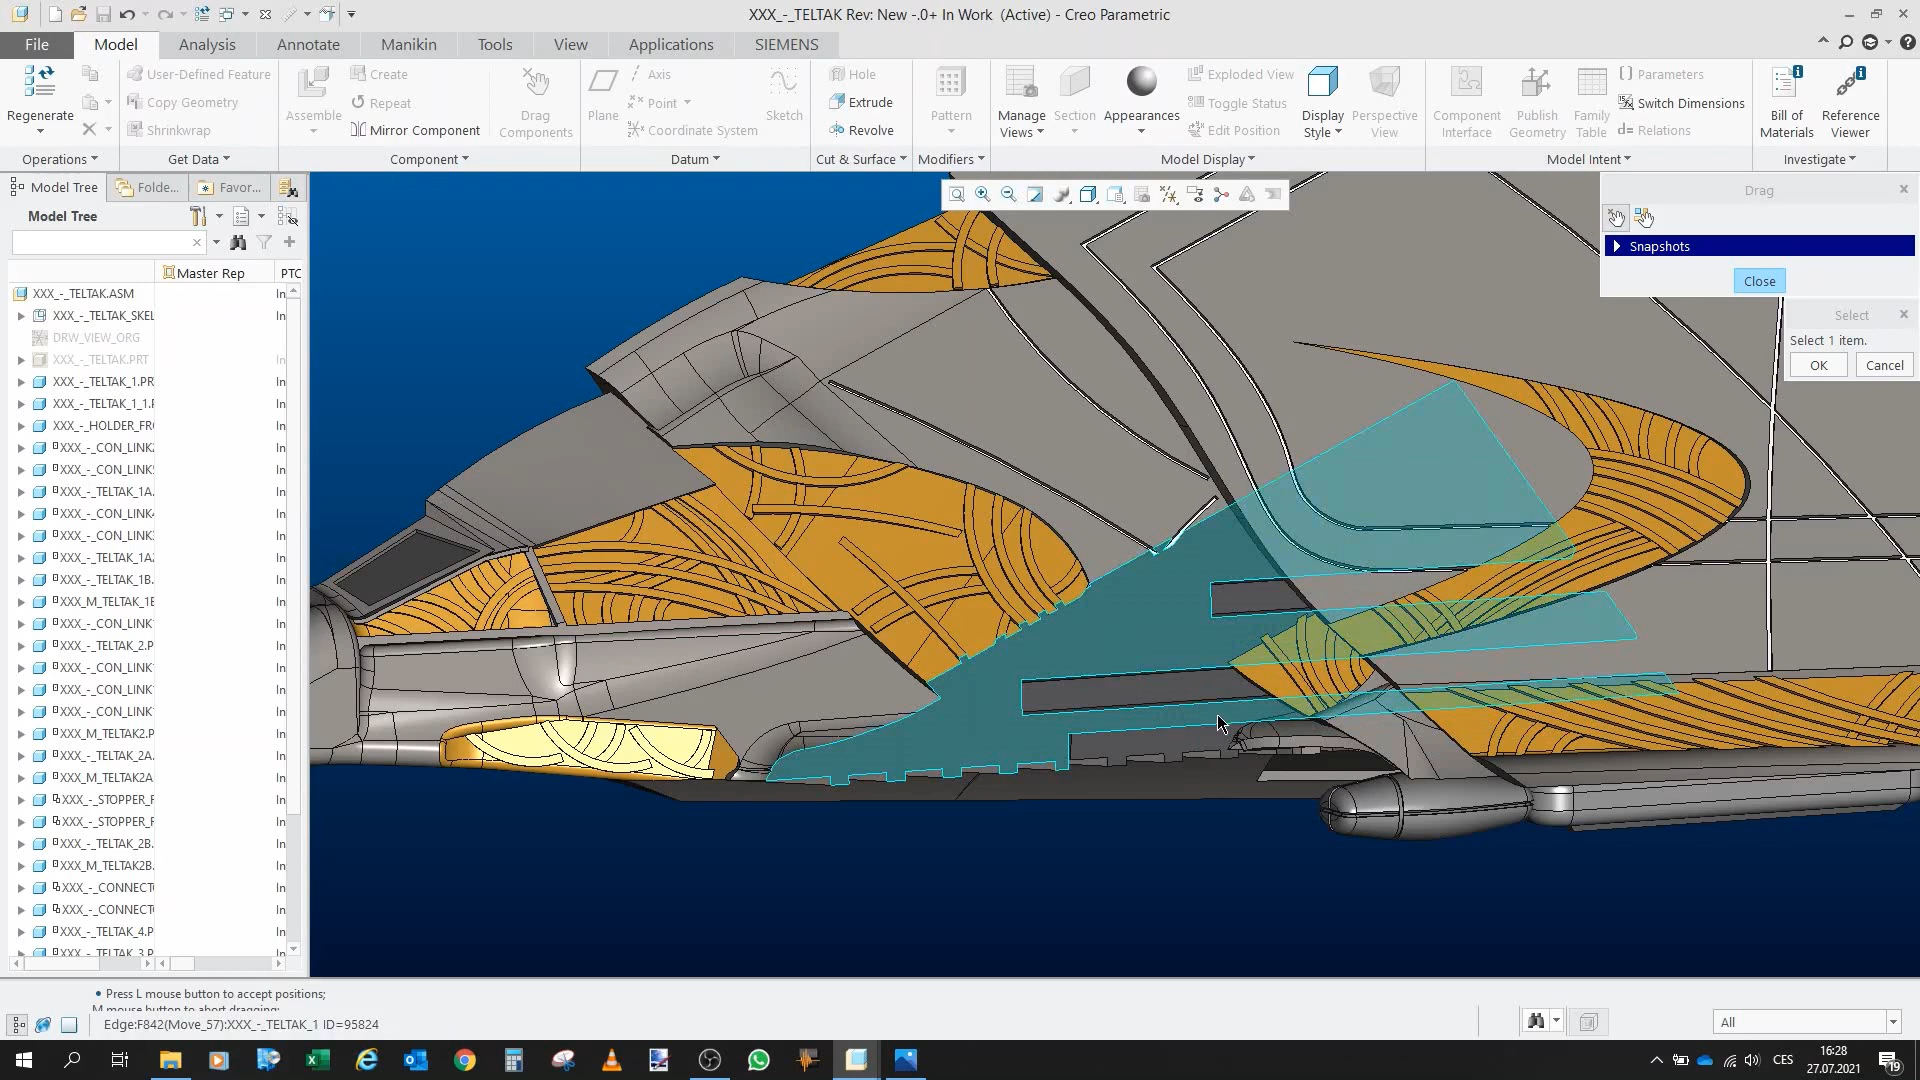 XXX_-_TELTAK Rev: New -.0+ In Work (Active) - Creo Parametric
File Model Analysis Annotate Manikin Tools View Applications SIEMENS
Regenerate
Operations
User-Defined Feature
Copy Geometry
Shrinkwrap
Get Data
Assemble
Create
Repeat
Mirror Component
Drag Components
Component
Plane
Axis
Point
Coordinate System
Sketch
Datum
Hole
Extrude
Revolve
Cut & Surface
Pattern
Modifiers
Manage Views
Section
Appearances
Exploded View
Toggle Status
Edit Position
Display Style
Perspective View
Model Display
Component Interface
Publish Geometry
Family Table
Parameters
Switch Dimensions
Relations
Model Intent
Bill of Materials
Reference Viewer
Investigate
Model Tree Folde... Favor...
Model Tree
Master Rep PTC
XXX_-_TELTAK.ASM In
XXX_-_TELTAK_SKEL In
DRW_VIEW_ORG
XXX_-_TELTAK.PRT In
XXX_-_TELTAK_1.PR In
XXX_-_TELTAK_1_1.F In
XXX_-_HOLDER_FR In
XXX_-_CON_LINK In
XXX_-_CON_LINK In
XXX_-_TELTAK_1A. In
XXX_-_CON_LINK In
XXX_-_CON_LINK In
XXX_-_TELTAK_1A In
XXX_-_TELTAK_1B. In
XXX_M_TELTAK_1E In
XXX_-_CON_LINK In
XXX_-_TELTAK_2.P In
XXX_-_CON_LINK In
XXX_-_CON_LINK In
XXX_-_CON_LINK In
XXX_M_TELTAK2.P In
XXX_-_TELTAK_2A. In
XXX_M_TELTAK2A In
XXX_-_STOPPER_F In
XXX_-_STOPPER_F In
XXX_-_TELTAK_2B. In
XXX_M_TELTAK2B. In
XXX_-_CONNECT In
XXX_-_CONNECT In
XXX_-_TELTAK_4.P In
XXX_-_TELTAK_3.P In
Drag
Snapshots
Close
Select
Select 1 item.
OK Cancel
• Press L mouse button to accept positions;
M mouse button to abort dragging;
Edge:F842(Move_57):XXX_-_TELTAK_1 ID=95824
All
CES
16:28
27.07.2021
19